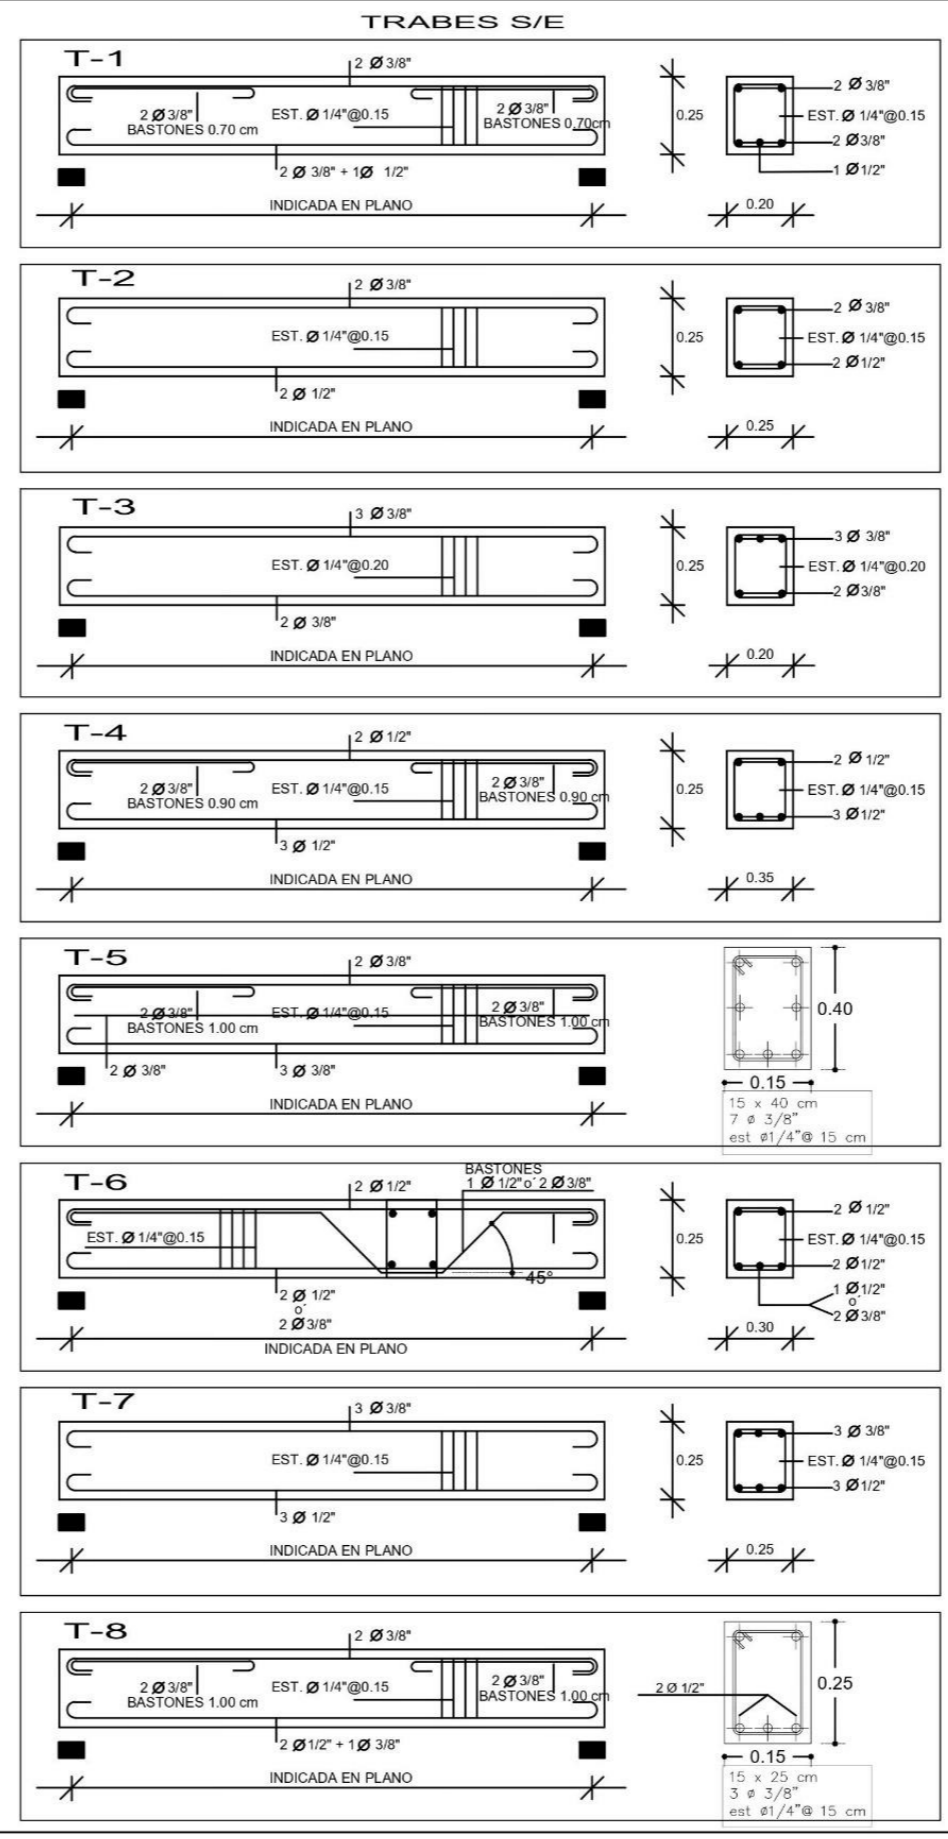 TRABES S/E
T-1
2 Ø 3/8"
2 Ø 3/8"
BASTONES 0.70 cm
EST. Ø 1/4"@0.15
2 Ø 3/8"
BASTONES 0.70cm
2 Ø 3/8" + 1Ø 1/2"
INDICADA EN PLANO
0.25
2 Ø 3/8"
EST. Ø 1/4"@0.15
2 Ø3/8"
1 Ø1/2"
0.20
T-2
2 Ø 3/8"
EST. Ø 1/4"@0.15
2 Ø 1/2"
INDICADA EN PLANO
0.25
2 Ø 3/8"
EST. Ø 1/4"@0.15
2 Ø1/2"
0.25
T-3
3 Ø 3/8"
EST. Ø 1/4"@0.20
2 Ø 3/8"
INDICADA EN PLANO
0.25
3 Ø 3/8"
EST. Ø 1/4"@0.20
2 Ø3/8"
0.20
T-4
2 Ø 1/2"
2 Ø 3/8"
BASTONES 0.90 cm
EST. Ø 1/4"@0.15
2 Ø 3/8"
BASTONES 0.90 cm
3 Ø 1/2"
INDICADA EN PLANO
0.25
2 Ø 1/2"
EST. Ø 1/4"@0.15
3 Ø1/2"
0.35
T-5
2 Ø 3/8"
2 Ø 3/8"
BASTONES 1.00 cm
EST. Ø 1/4"@0.15
2 Ø 3/8"
BASTONES 1.00 cm
2 Ø 3/8"
3 Ø 3/8"
INDICADA EN PLANO
0.40
0.15
15 x 40 cm
7 ø 3/8"
est ø1/4"@ 15 cm
T-6
2 Ø 1/2"
BASTONES
1 Ø 1/2" o´ 2 Ø 3/8"
EST. Ø 1/4"@0.15
45°
2 Ø 1/2"
o´
2 Ø 3/8"
INDICADA EN PLANO
0.25
2 Ø 1/2"
EST. Ø 1/4"@0.15
2 Ø1/2"
1 Ø1/2"
o´
2 Ø3/8"
0.30
T-7
3 Ø 3/8"
EST. Ø 1/4"@0.15
3 Ø 1/2"
INDICADA EN PLANO
0.25
3 Ø 3/8"
EST. Ø 1/4"@0.15
3 Ø1/2"
0.25
T-8
2 Ø 3/8"
2 Ø 3/8"
BASTONES 1.00 cm
EST. Ø 1/4"@0.15
2 Ø 3/8"
BASTONES 1.00 cm
2 Ø1/2" + 1Ø 3/8"
INDICADA EN PLANO
2 Ø 1/2"
0.25
0.15
15 x 25 cm
3 ø 3/8"
est ø1/4"@ 15 cm